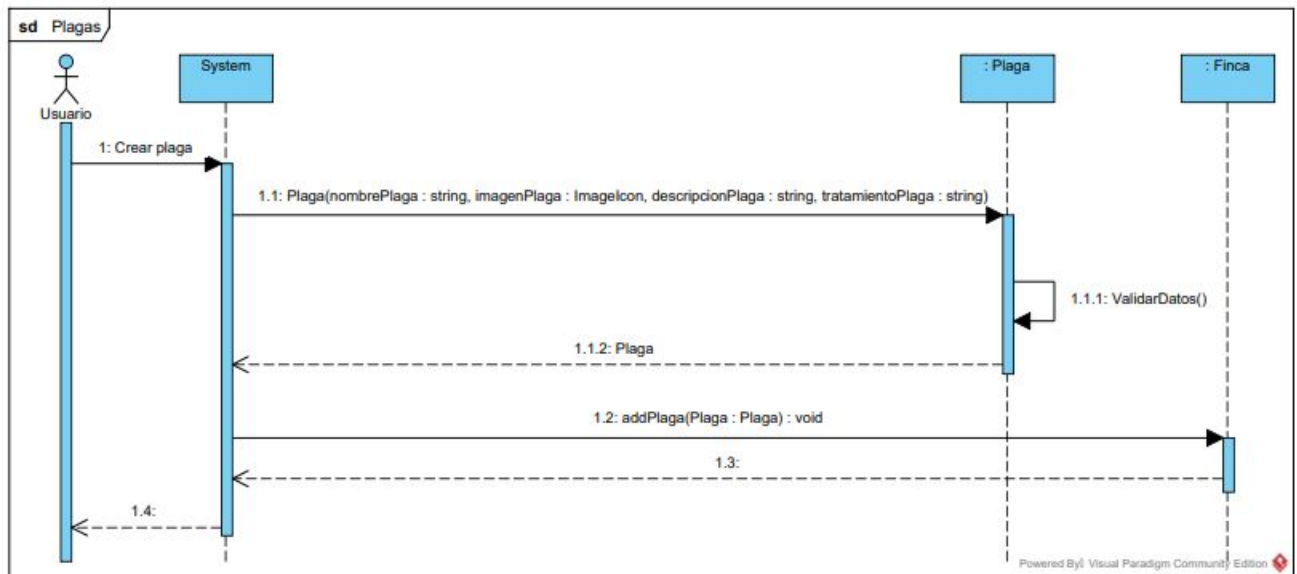 sd Plagas
Usuario
System
: Plaga
: Finca
1: Crear plaga
1.1: Plaga(nombrePlaga : string, imagenPlaga : ImageIcon, descripcionPlaga : string, tratamientoPlaga : string)
1.1.1: ValidarDatos()
1.1.2: Plaga
1.2: addPlaga(Plaga : Plaga) : void
1.3:
1.4:
Powered By Visual Paradigm Community Edition